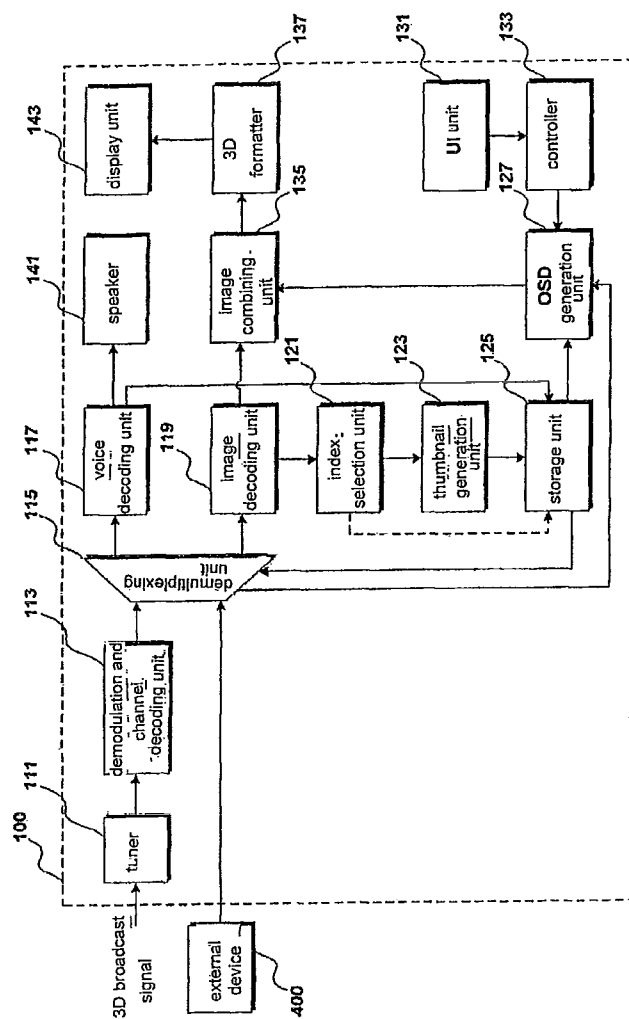 100
3D broadcast
signal
111
tuner
113
demodulation and
channel
decoding unit
external
device
400
115
demultiplexing
unit
117
voice
decoding unit
119
image
decoding unit
141
speaker
143
display unit
121
index
selection unit
123
thumbnail
generation
unit
125
storage unit
135
image
combining
unit
137
3D
formatter
131
UI unit
133
controller
127
OSD
generation
unit